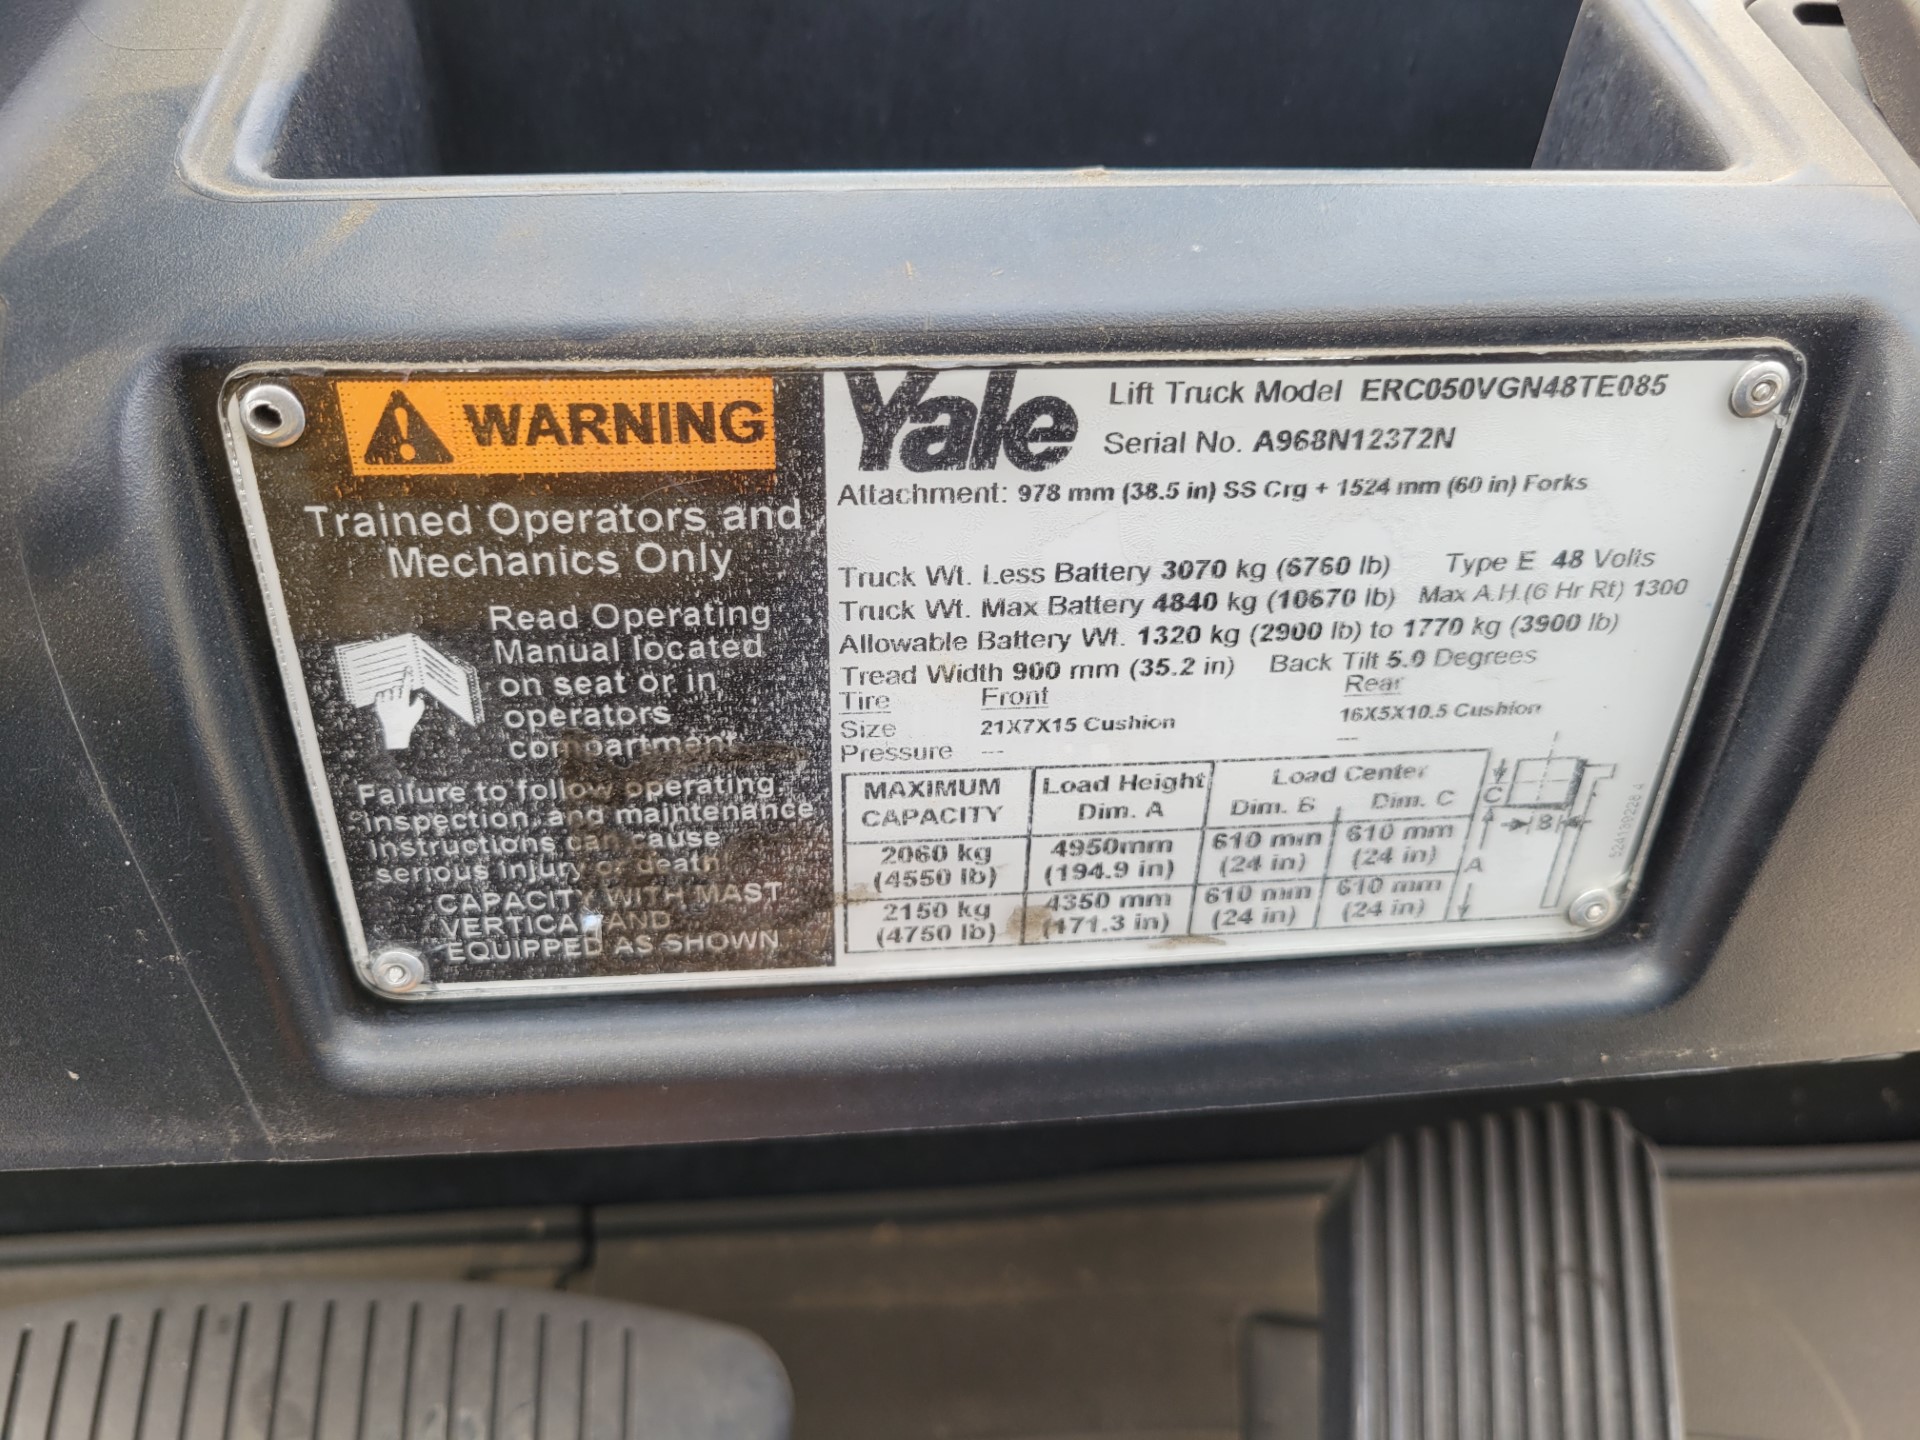 WARNING
Trained Operators and
Mechanics Only
Read Operating
Manual located
on seat or in
operators
compartment
Failure to follow operating,
inspection, and maintenance
instructions can cause
serious injury or death
CAPACITY WITH MAST
VERTICAL AND
EQUIPPED AS SHOWN
Yale
Lift Truck Model ERC050VGN48TE085
Serial No. A968N12372N
Attachment: 978 mm (38.5 in) SS Crg + 1524 mm (60 in) Forks
Truck Wt. Less Battery 3070 kg (6760 lb) Type E 48 Volts
Truck Wt. Max Battery 4840 kg (10670 lb) Max A.H.(6 Hr Rt) 1300
Allowable Battery Wt. 1320 kg (2900 lb) to 1770 kg (3900 lb)
Tread Width 900 mm (35.2 in) Back Tilt 5.0 Degrees
Tire Front Rear
Size 21X7X15 Cushion 16X5X10.5 Cushion
Pressure --- ---
MAXIMUM Load Height Load Center
CAPACITY Dim. A Dim. B Dim. C
2060 kg 4950mm 610 mm 610 mm
(4550 lb) (194.9 in) (24 in) (24 in)
2150 kg 4350 mm 610 mm 610 mm
(4750 lb) (171.3 in) (24 in) (24 in)
C
B
A